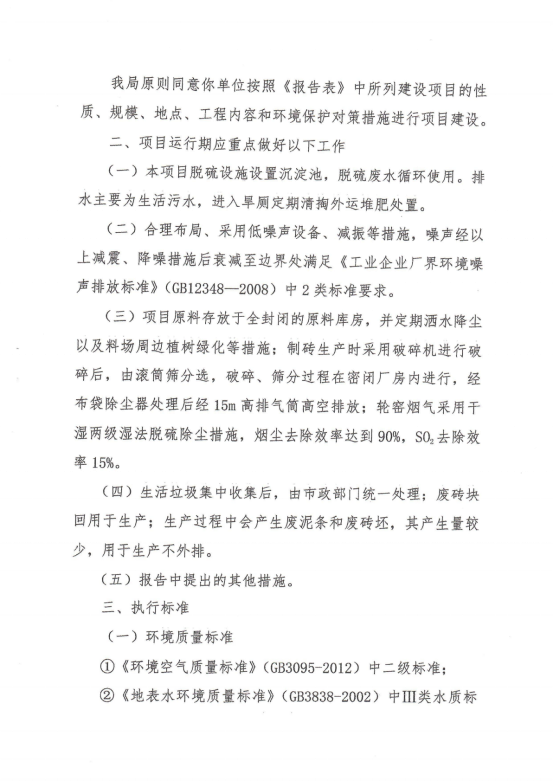 我局原则同意你单位按照《报告表》中所列建设项目的性
质、规模、地点、工程内容和环境保护对策措施进行项目建设。
二、项目运行期应重点做好以下工作
（一）本项目脱硫设施设置沉淀池，脱硫废水循环使用。排
水主要为生活污水，进入旱厕定期清掏外运堆肥处置。
（二）合理布局、采用低噪声设备、减振等措施，噪声经以
上减震、降噪措施后衰减至边界处满足《工业企业厂界环境噪
声排放标准》（GB12348—2008）中2类标准要求。
（三）项目原料存放于全封闭的原料库房，并定期洒水降尘
以及料场周边植树绿化等措施；制砖生产时采用破碎机进行破
碎后，由滚筒筛分选，破碎、筛分过程在密闭厂房内进行，经
布袋除尘器处理后经15m高排气筒高空排放；轮窑烟气采用干
湿两级湿法脱硫除尘措施，烟尘去除效率达到90%，SO₂去除效
率15%。
（四）生活垃圾集中收集后，由市政部门统一处理；废砖块
回用于生产；生产过程中会产生废泥条和废砖坯，其产生量较
少，用于生产不外排。
（五）报告中提出的其他措施。
三、执行标准
（一）环境质量标准
①《环境空气质量标准》（GB3095-2012）中二级标准；
②《地表水环境质量标准》（GB3838-2002）中Ⅲ类水质标